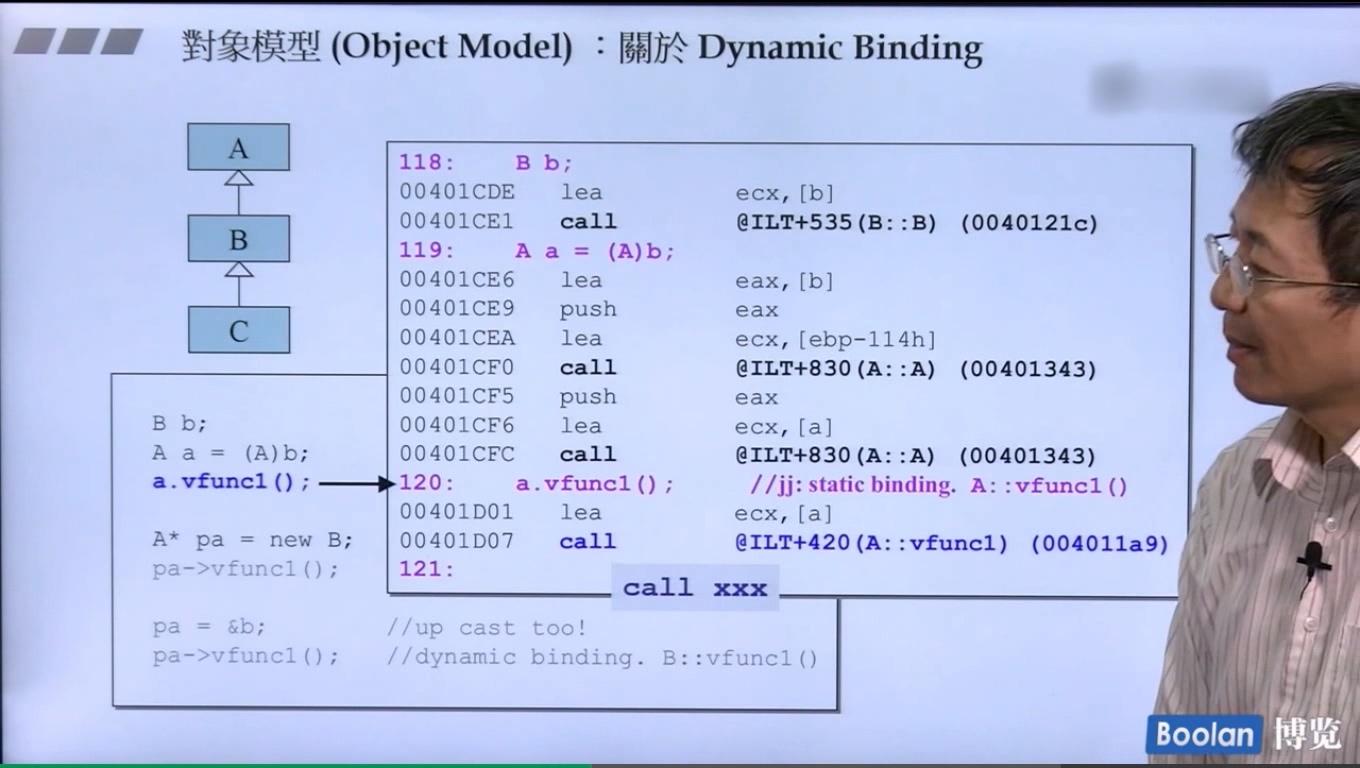 對象模型 (Object Model) ：關於 Dynamic Binding
A
B
C
B b;
A a = (A)b;
a.vfunc1();
A* pa = new B;
pa->vfunc1();
pa = &b; //up cast too!
pa->vfunc1(); //dynamic binding. B::vfunc1()
118: B b;
00401CDE lea ecx,[b]
00401CE1 call @ILT+535(B::B) (0040121c)
119: A a = (A)b;
00401CE6 lea eax,[b]
00401CE9 push eax
00401CEA lea ecx,[ebp-114h]
00401CF0 call @ILT+830(A::A) (00401343)
00401CF5 push eax
00401CF6 lea ecx,[a]
00401CFC call @ILT+830(A::A) (00401343)
120: a.vfunc1(); //jj: static binding. A::vfunc1()
00401D01 lea ecx,[a]
00401D07 call @ILT+420(A::vfunc1) (004011a9)
121:
call xxx
Boolan 博览